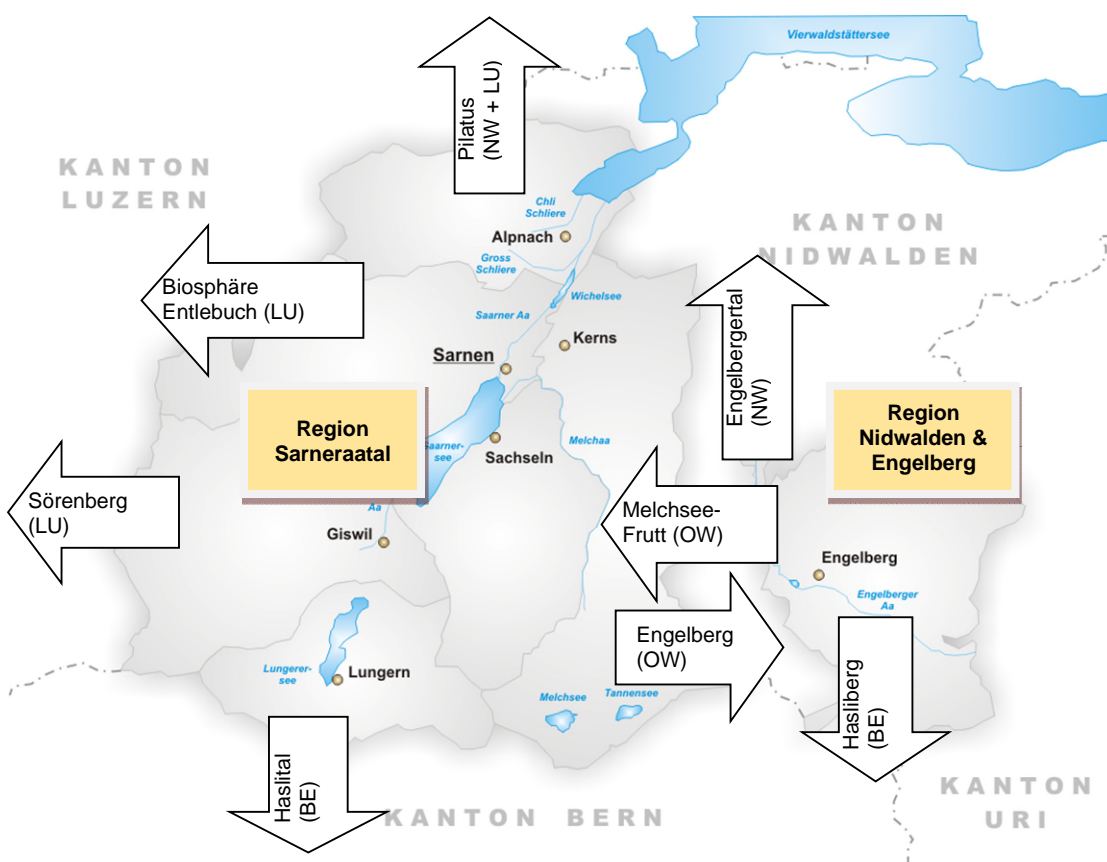 Vierwaldstättersee
Pilatus
(NW + LU)
KANTON
LUZERN
Chli
Schliere
Alpnach
KANTON
NIDWALDEN
Gross
Schliere
Biosphäre
Entlebuch (LU)
Wichelsee
Saarner Aa
Kerns
Sarnen
Engelbergertal
(NW)
Region
Sarneraatal
Region
Nidwalden &
Engelberg
Saarner-
see
Sachseln
Melchaa
Sörenberg
(LU)
Aa
Giswil
Melchsee-
Frutt (OW)
Engelberg
Engelberger
Aa
Engelberg
(OW)
Lungerer-
see
Lungern
Melchsee
Tannensee
Hasliberg
(BE)
Haslital
(BE)
KANTON BERN
KANTON
URI